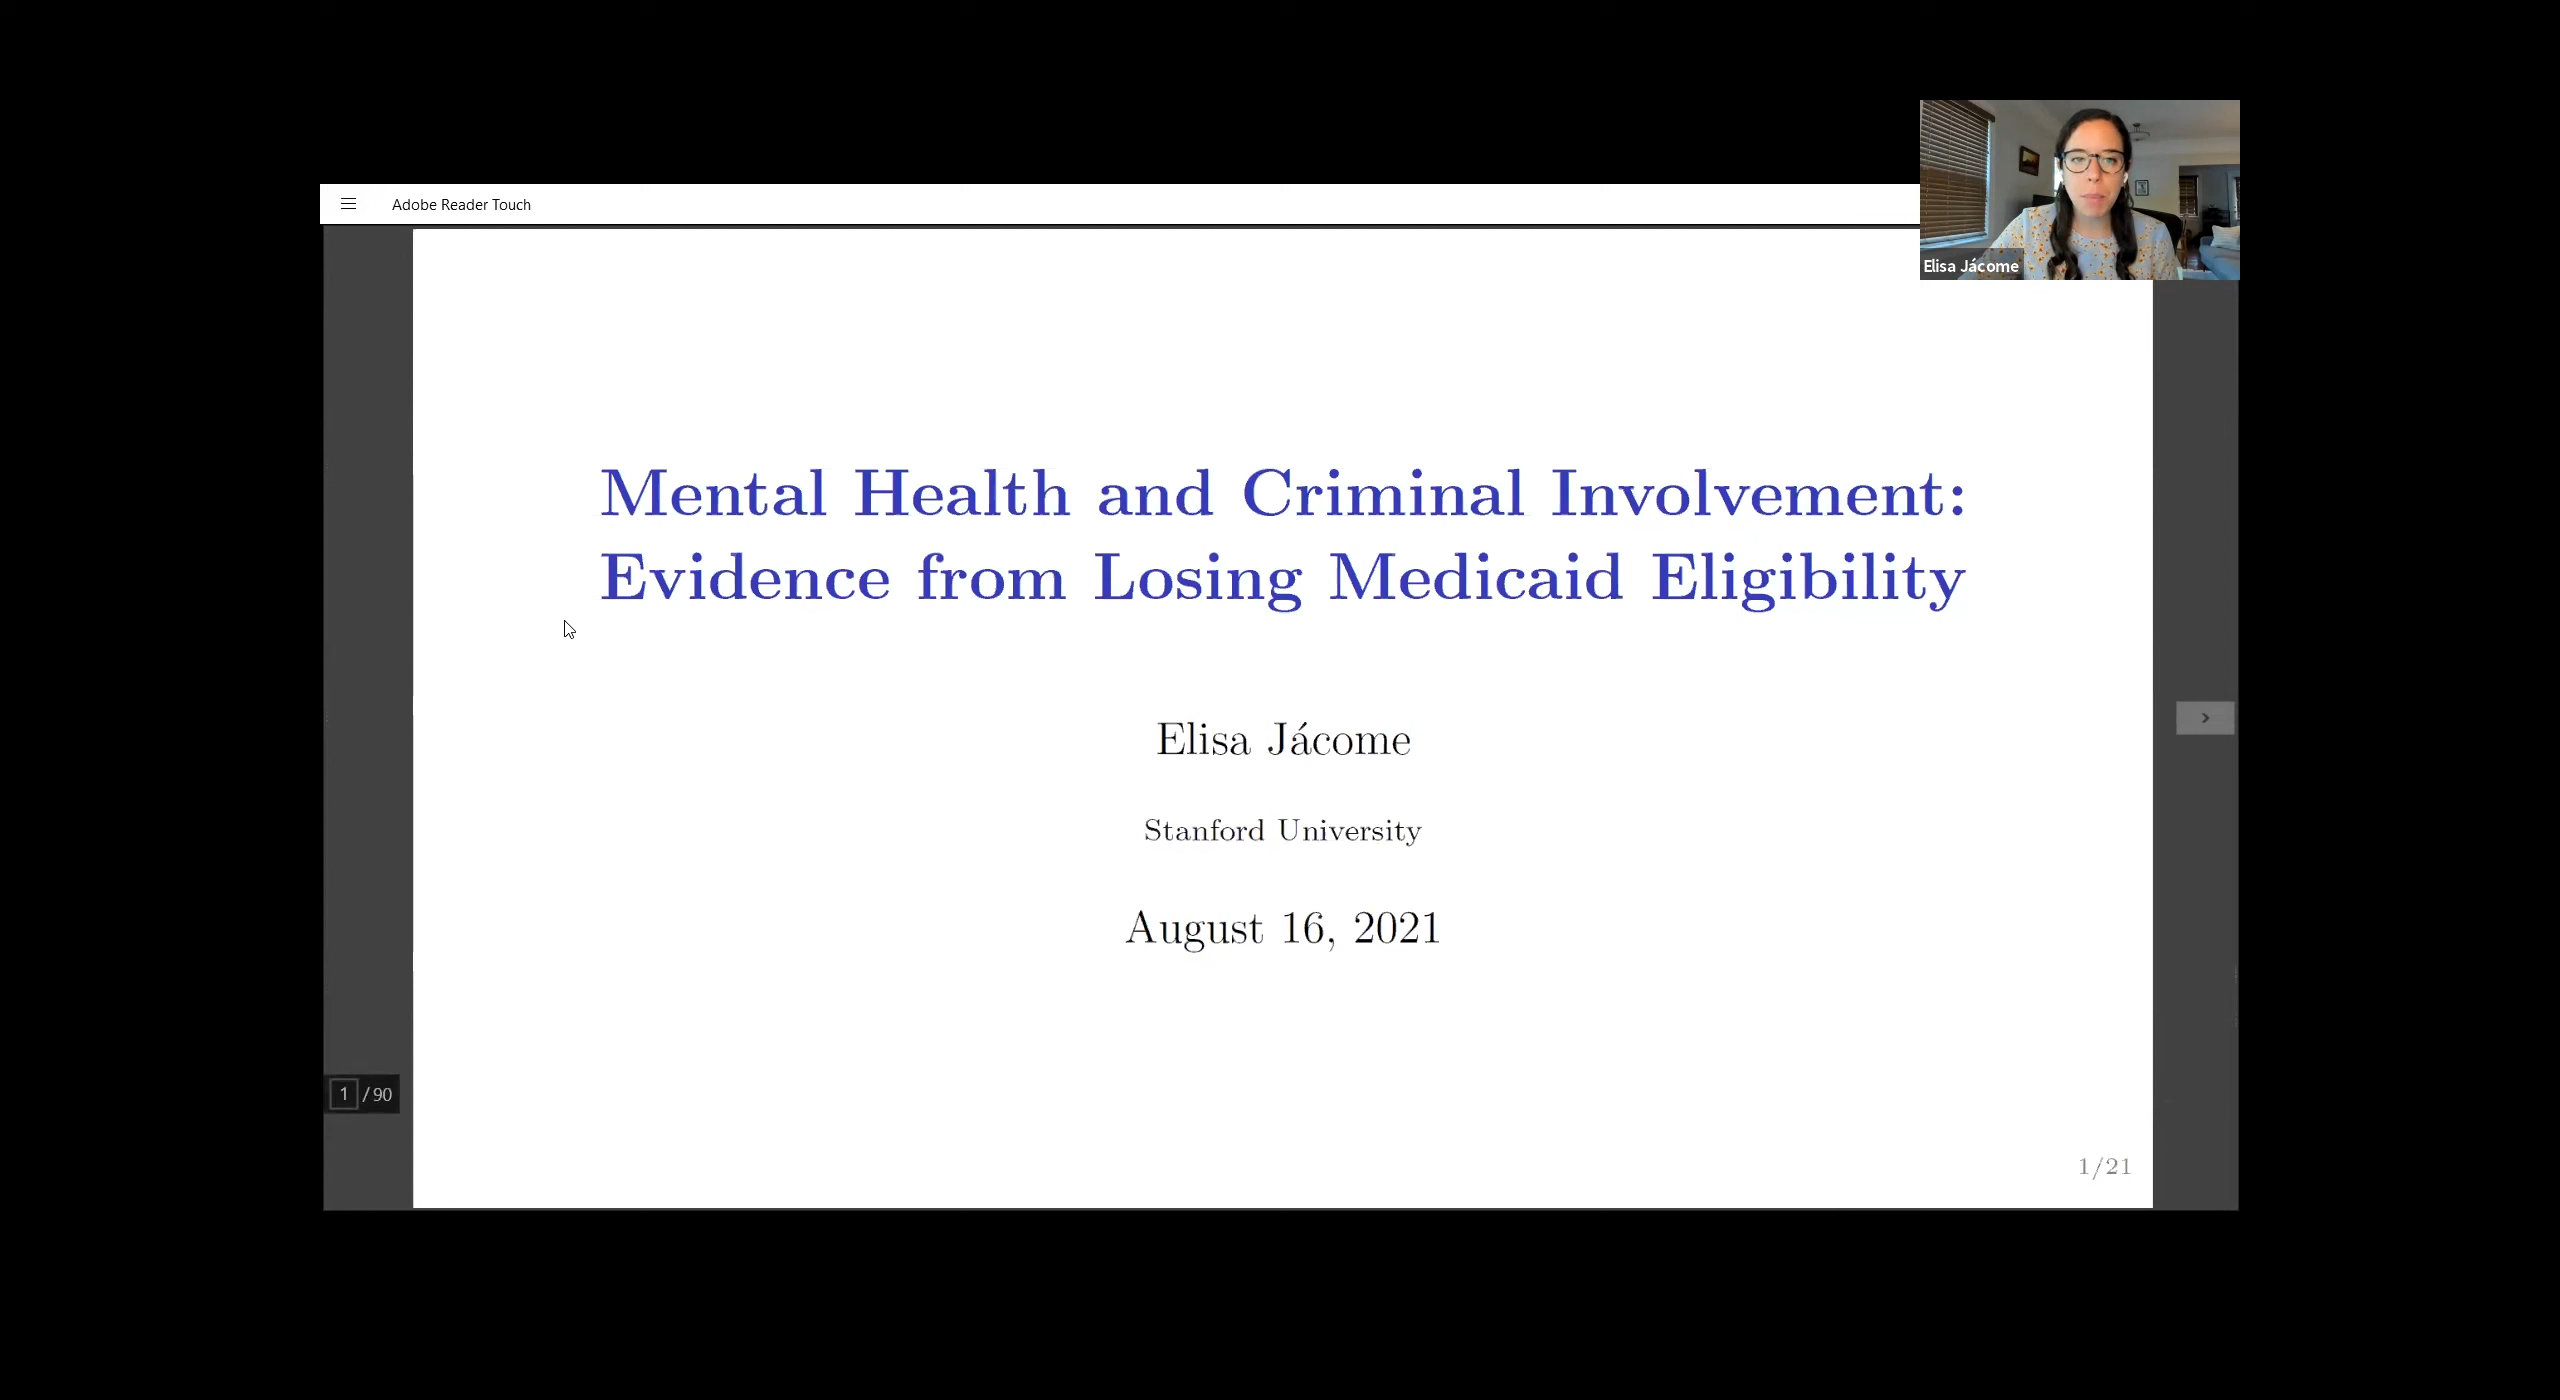 Adobe Reader Touch
Elisa Jácome
Mental Health and Criminal Involvement:
Evidence from Losing Medicaid Eligibility
Elisa Jácome
Stanford University
August 16, 2021
1 / 90
1/21